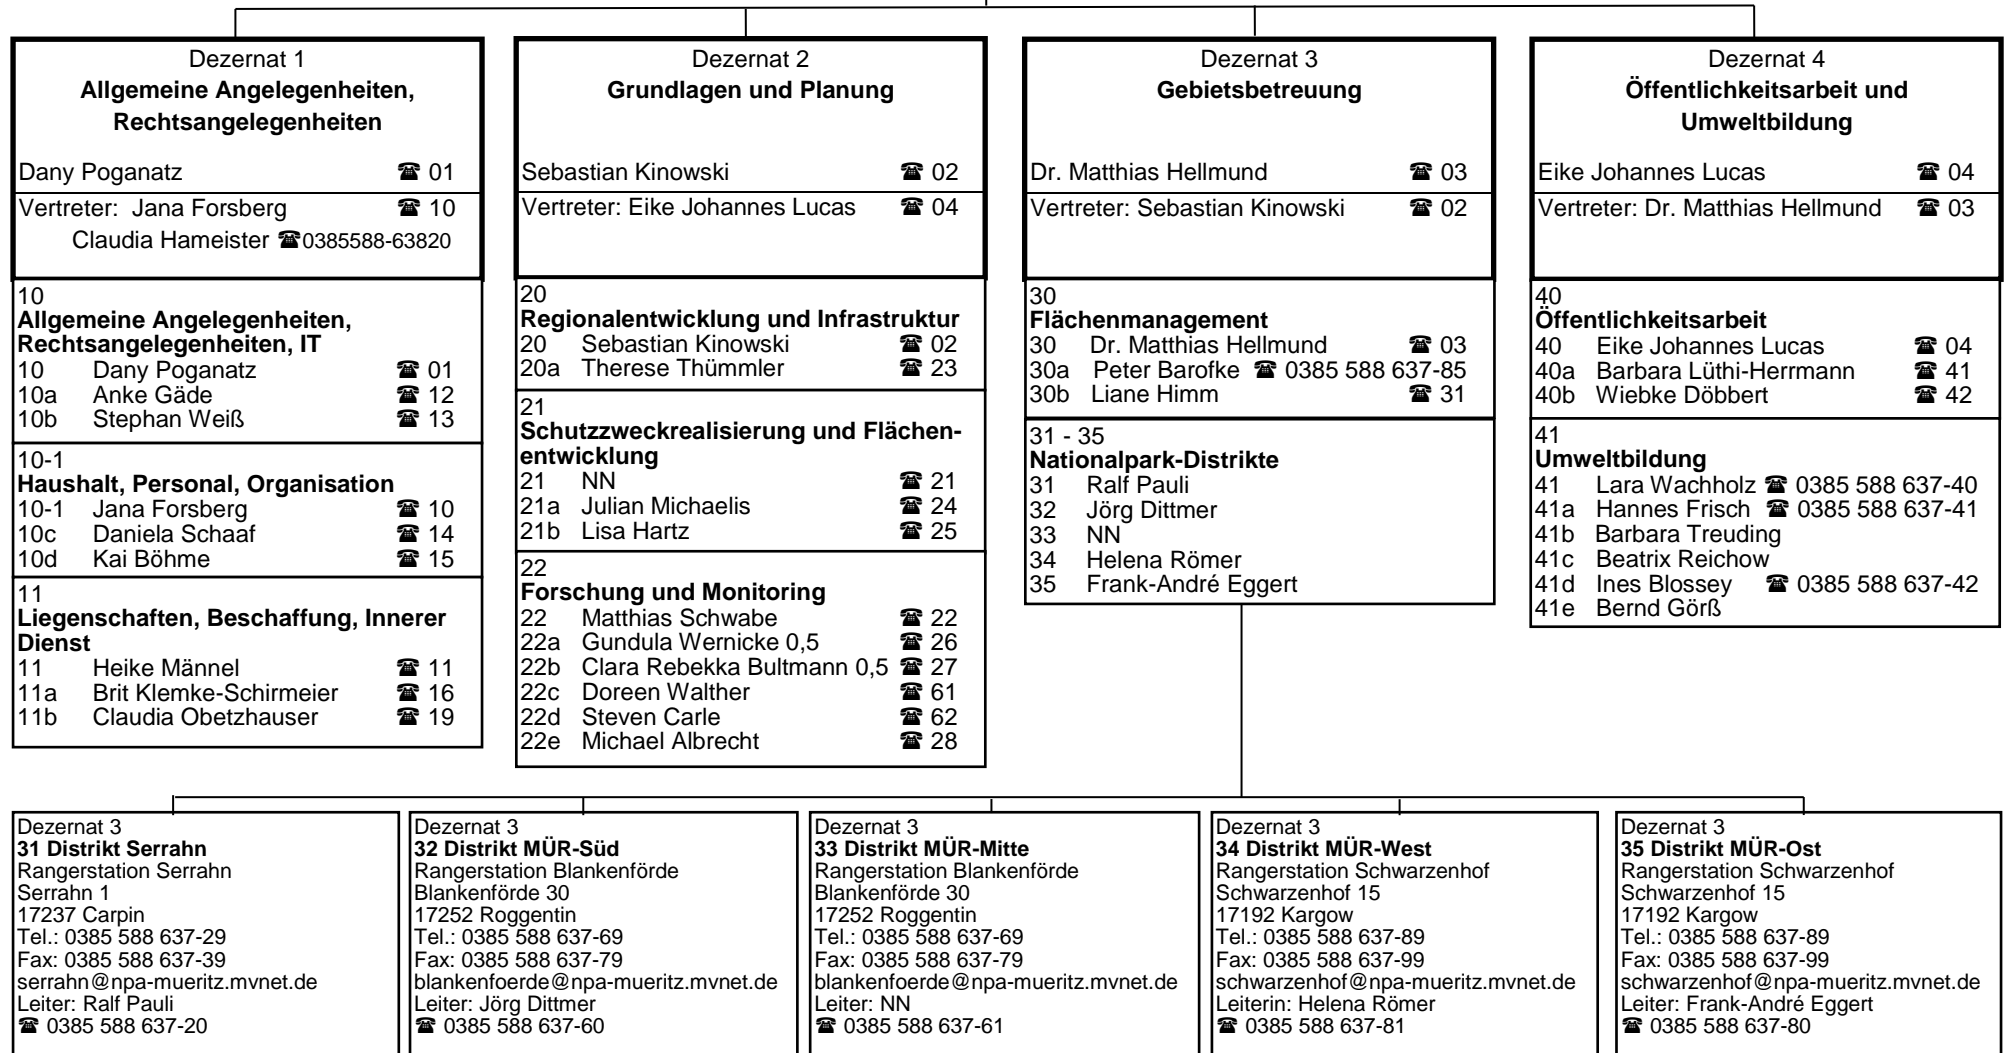 Dezernat 1
Allgemeine Angelegenheiten,
Rechtsangelegenheiten
Dany Poganatz ☎ 01
Vertreter: Jana Forsberg ☎ 10
Claudia Hameister ☎0385588-63820
10
Allgemeine Angelegenheiten,
Rechtsangelegenheiten, IT
10 Dany Poganatz ☎ 01
10a Anke Gäde ☎ 12
10b Stephan Weiß ☎ 13
10-1
Haushalt, Personal, Organisation
10-1 Jana Forsberg ☎ 10
10c Daniela Schaaf ☎ 14
10d Kai Böhme ☎ 15
11
Liegenschaften, Beschaffung, Innerer
Dienst
11 Heike Männel ☎ 11
11a Brit Klemke-Schirmeier ☎ 16
11b Claudia Obetzhauser ☎ 19
Dezernat 2
Grundlagen und Planung
Sebastian Kinowski ☎ 02
Vertreter: Eike Johannes Lucas ☎ 04
20
Regionalentwicklung und Infrastruktur
20 Sebastian Kinowski ☎ 02
20a Therese Thümmler ☎ 23
21
Schutzzweckrealisierung und Flächen-
entwicklung
21 NN ☎ 21
21a Julian Michaelis ☎ 24
21b Lisa Hartz ☎ 25
22
Forschung und Monitoring
22 Matthias Schwabe ☎ 22
22a Gundula Wernicke 0,5 ☎ 26
22b Clara Rebekka Bultmann 0,5 ☎ 27
22c Doreen Walther ☎ 61
22d Steven Carle ☎ 62
22e Michael Albrecht ☎ 28
Dezernat 3
Gebietsbetreuung
Dr. Matthias Hellmund ☎ 03
Vertreter: Sebastian Kinowski ☎ 02
30
Flächenmanagement
30 Dr. Matthias Hellmund ☎ 03
30a Peter Barofke ☎ 0385 588 637-85
30b Liane Himm ☎ 31
31 - 35
Nationalpark-Distrikte
31 Ralf Pauli
32 Jörg Dittmer
33 NN
34 Helena Römer
35 Frank-André Eggert
Dezernat 4
Öffentlichkeitsarbeit und
Umweltbildung
Eike Johannes Lucas ☎ 04
Vertreter: Dr. Matthias Hellmund ☎ 03
40
Öffentlichkeitsarbeit
40 Eike Johannes Lucas ☎ 04
40a Barbara Lüthi-Herrmann ☎ 41
40b Wiebke Döbbert ☎ 42
41
Umweltbildung
41 Lara Wachholz ☎ 0385 588 637-40
41a Hannes Frisch ☎ 0385 588 637-41
41b Barbara Treuding
41c Beatrix Reichow
41d Ines Blossey ☎ 0385 588 637-42
41e Bernd Görß
Dezernat 3
31 Distrikt Serrahn
Rangerstation Serrahn
Serrahn 1
17237 Carpin
Tel.: 0385 588 637-29
Fax: 0385 588 637-39
serrahn@npa-mueritz.mvnet.de
Leiter: Ralf Pauli
☎ 0385 588 637-20
Dezernat 3
32 Distrikt MÜR-Süd
Rangerstation Blankenförde
Blankenförde 30
17252 Roggentin
Tel.: 0385 588 637-69
Fax: 0385 588 637-79
blankenfoerde@npa-mueritz.mvnet.de
Leiter: Jörg Dittmer
☎ 0385 588 637-60
Dezernat 3
33 Distrikt MÜR-Mitte
Rangerstation Blankenförde
Blankenförde 30
17252 Roggentin
Tel.: 0385 588 637-69
Fax: 0385 588 637-79
blankenfoerde@npa-mueritz.mvnet.de
Leiter: NN
☎ 0385 588 637-61
Dezernat 3
34 Distrikt MÜR-West
Rangerstation Schwarzenhof
Schwarzenhof 15
17192 Kargow
Tel.: 0385 588 637-89
Fax: 0385 588 637-99
schwarzenhof@npa-mueritz.mvnet.de
Leiterin: Helena Römer
☎ 0385 588 637-81
Dezernat 3
35 Distrikt MÜR-Ost
Rangerstation Schwarzenhof
Schwarzenhof 15
17192 Kargow
Tel.: 0385 588 637-89
Fax: 0385 588 637-99
schwarzenhof@npa-mueritz.mvnet.de
Leiter: Frank-André Eggert
☎ 0385 588 637-80